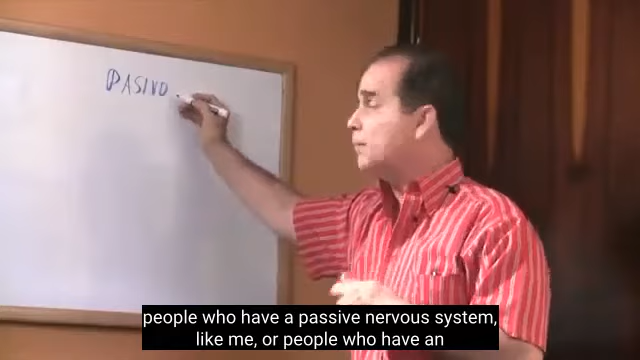 PASIVO
people who have a passive nervous system,
like me, or people who have an